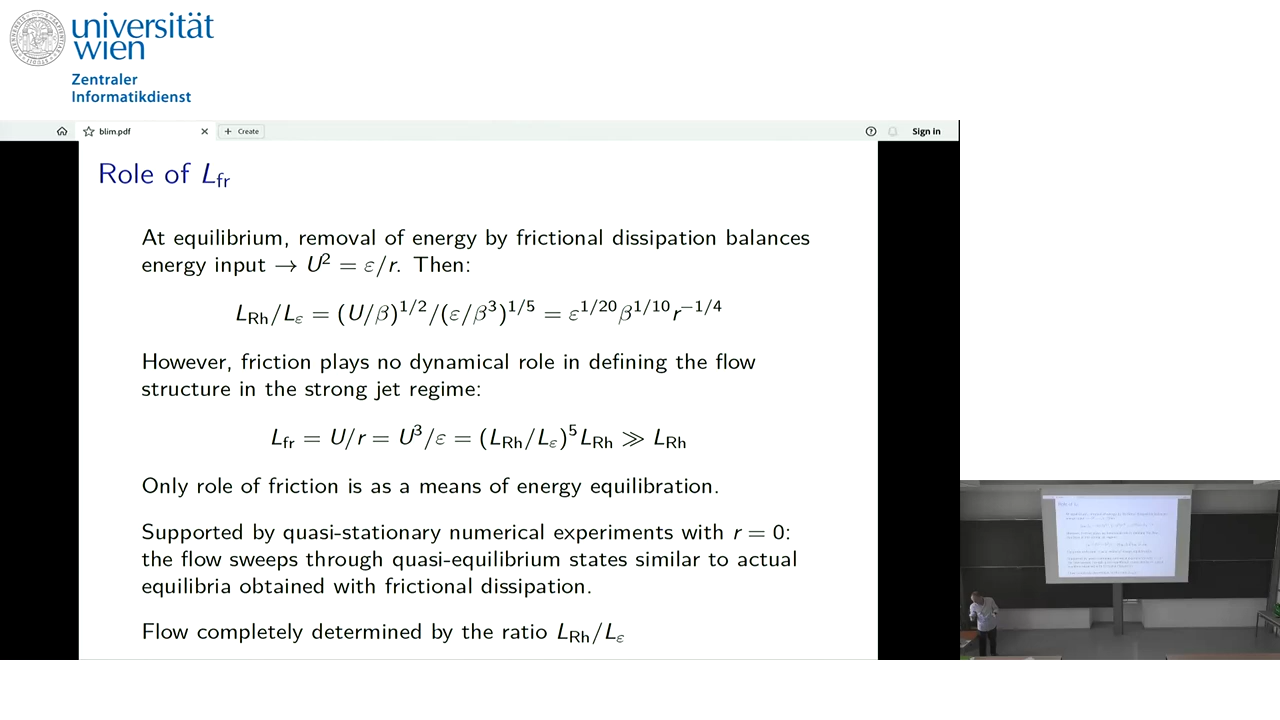 universität
wien
Zentraler
Informatikdienst
blim.pdf
Create
Sign in
Role of L_fr
At equilibrium, removal of energy by frictional dissipation balances
energy input → U² = ε/r. Then:
L_Rh/L_ε = (U/β)^{1/2}/(ε/β³)^{1/5} = ε^{1/20}β^{1/10}r^{−1/4}
However, friction plays no dynamical role in defining the flow
structure in the strong jet regime:
L_fr = U/r = U³/ε = (L_Rh/L_ε)⁵L_Rh ≫ L_Rh
Only role of friction is as a means of energy equilibration.
Supported by quasi-stationary numerical experiments with r = 0:
the flow sweeps through quasi-equilibrium states similar to actual
equilibria obtained with frictional dissipation.
Flow completely determined by the ratio L_Rh/L_ε